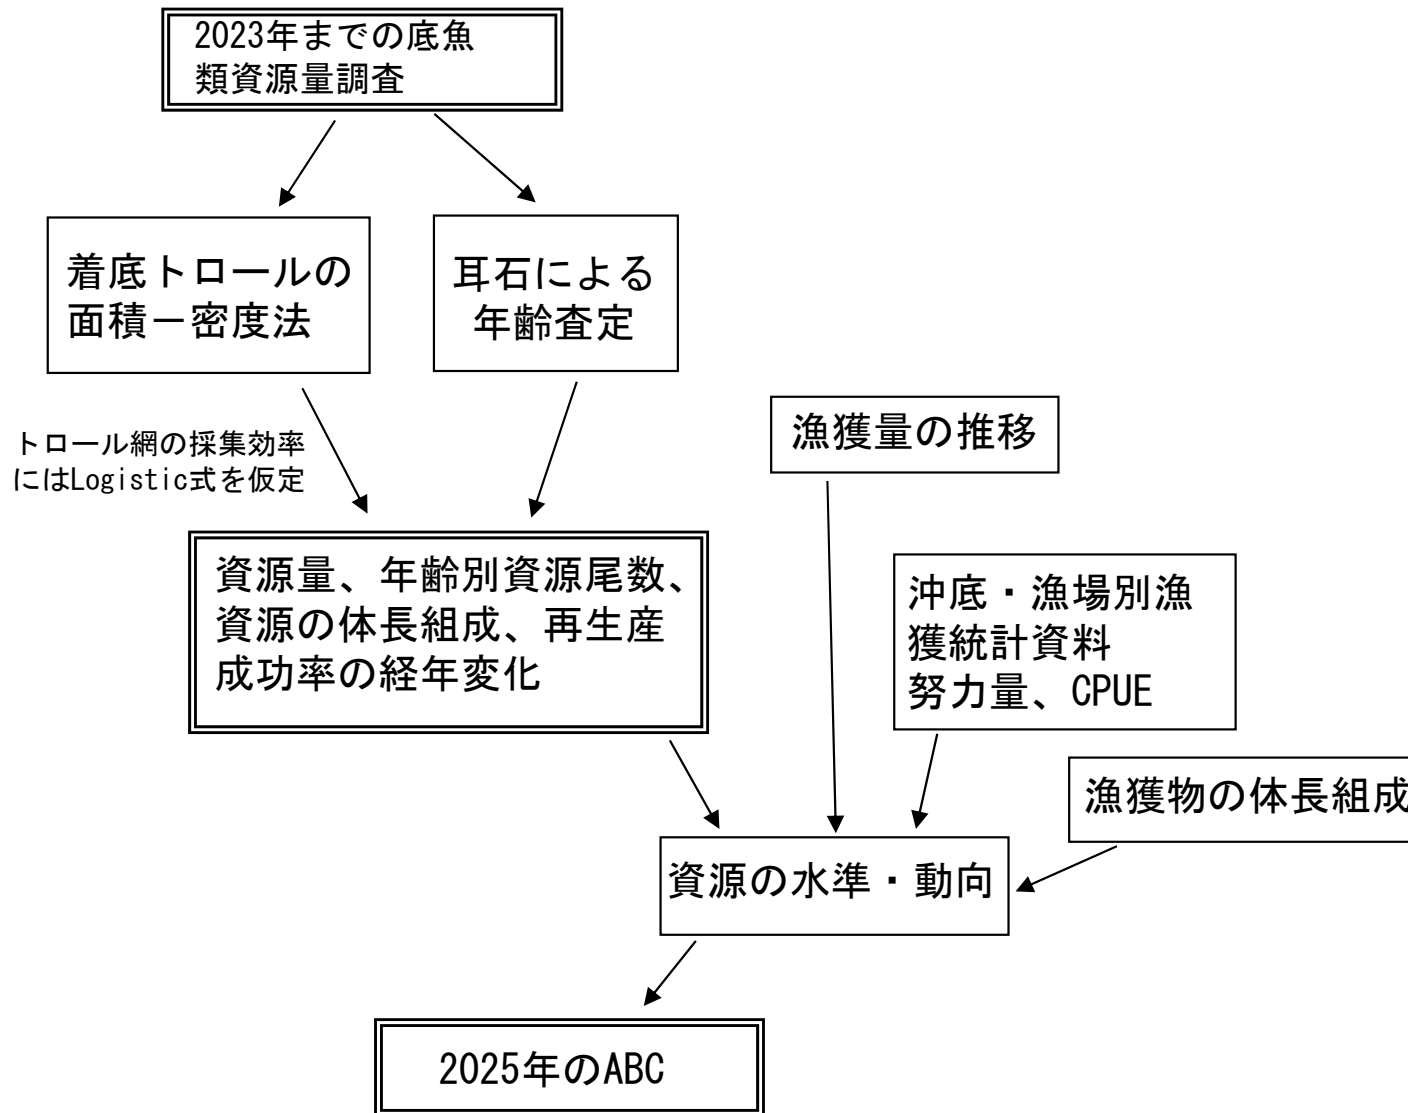 2023年までの底魚
類資源量調査
着底トロールの
面積－密度法
耳石による
年齢査定
トロール網の採集効率
にはLogistic式を仮定
漁獲量の推移
資源量、年齢別資源尾数、
資源の体長組成、再生産
成功率の経年変化
沖底・漁場別漁
獲統計資料
努力量、CPUE
漁獲物の体長組成
資源の水準・動向
2025年のABC